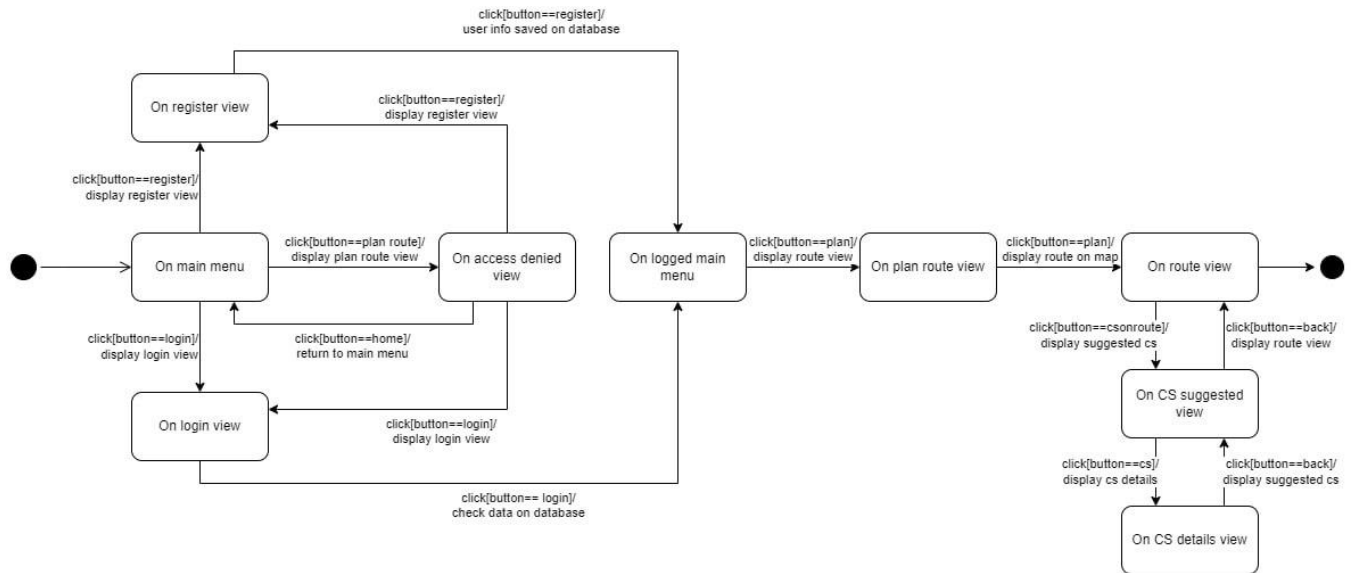 click[button==register]/
user info saved on database
On register view
click[button==register]/
display register view
click[button==register]/
display register view
On main menu
click[button==plan route]/
display plan route view
On access denied
view
On logged main
menu
click[button==plan]/
display route view
On plan route view
click[button==plan]/
display route on map
On route view
click[button==login]/
display login view
click[button==home]/
return to main menu
click[button==csonroute]/
display suggested cs
click[button==back]/
display route view
On login view
click[button==login]/
display login view
On CS suggested
view
click[button==cs]/
display cs details
click[button==back]/
display suggested cs
click[button== login]/
check data on database
On CS details view